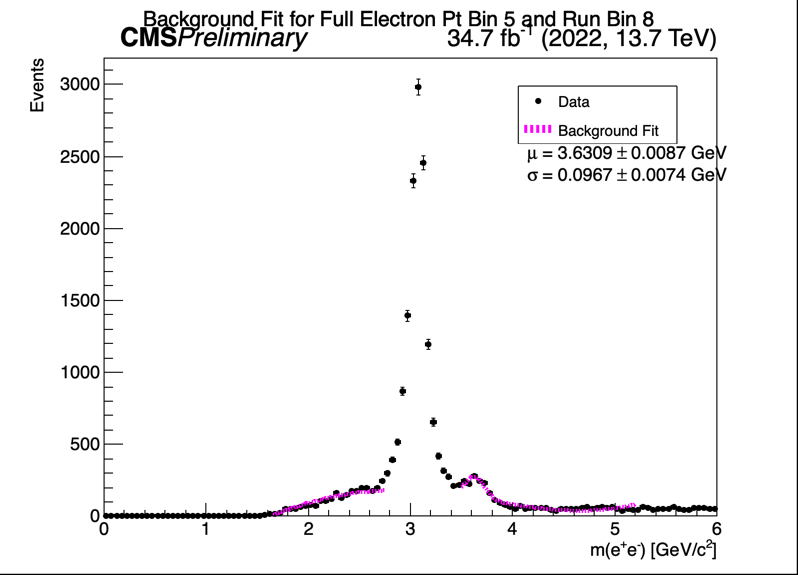 Background Fit for Full Electron Pt Bin 5 and Run Bin 8
CMSPreliminary 34.7 fb⁻¹ (2022, 13.7 TeV)
Events
3000
2500
2000
1500
1000
500
0
Data
Background Fit
μ = 3.6309 ± 0.0087 GeV
σ = 0.0967 ± 0.0074 GeV
0 1 2 3 4 5 6
m(e⁺e⁻) [GeV/c²]